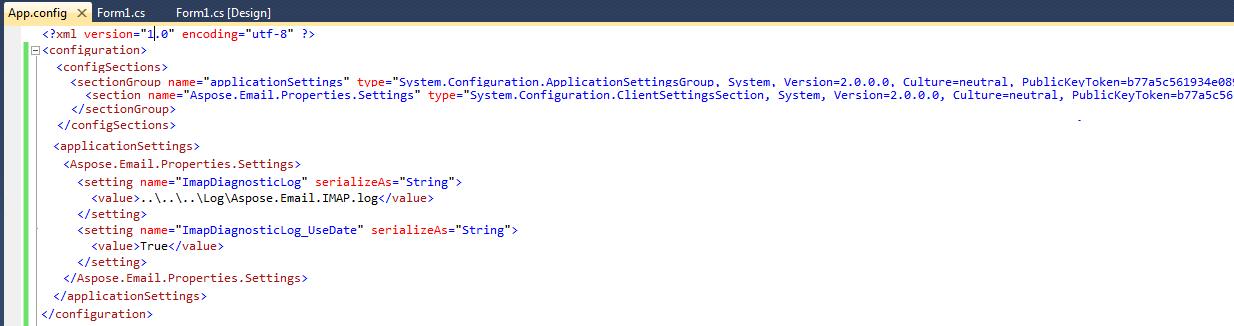 App.config × Form1.cs Form1.cs [Design]
<?xml version="1.0" encoding="utf-8" ?>
<configuration>
<configSections>
<sectionGroup name="applicationSettings" type="System.Configuration.ApplicationSettingsGroup, System, Version=2.0.0.0, Culture=neutral, PublicKeyToken=b77a5c561934e089
<section name="Aspose.Email.Properties.Settings" type="System.Configuration.ClientSettingsSection, System, Version=2.0.0.0, Culture=neutral, PublicKeyToken=b77a5c56
</sectionGroup>
</configSections>
<applicationSettings>
<Aspose.Email.Properties.Settings>
<setting name="ImapDiagnosticLog" serializeAs="String">
<value>..\..\..\Log\Aspose.Email.IMAP.log</value>
</setting>
<setting name="ImapDiagnosticLog_UseDate" serializeAs="String">
<value>True</value>
</setting>
</Aspose.Email.Properties.Settings>
</applicationSettings>
</configuration>